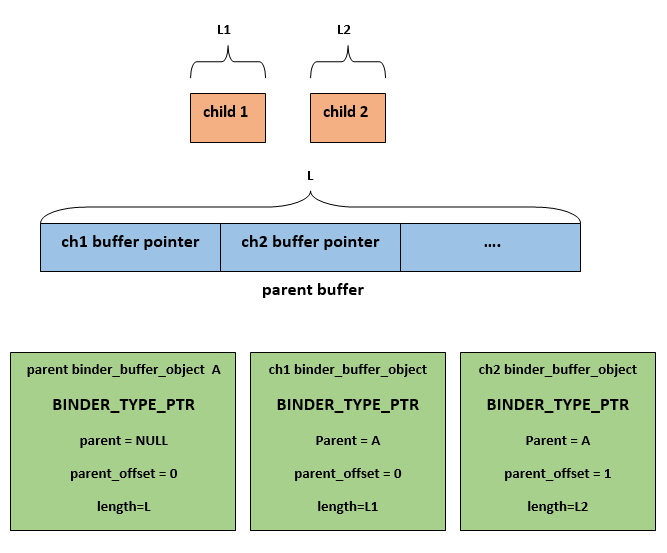 L1
L2
child 1
child 2
L
ch1 buffer pointer
ch2 buffer pointer
....
parent buffer
parent binder_buffer_object A
BINDER_TYPE_PTR
parent = NULL
parent_offset = 0
length=L
ch1 binder_buffer_object
BINDER_TYPE_PTR
Parent = A
parent_offset = 0
length=L1
ch2 binder_buffer_object
BINDER_TYPE_PTR
Parent = A
parent_offset = 1
length=L2